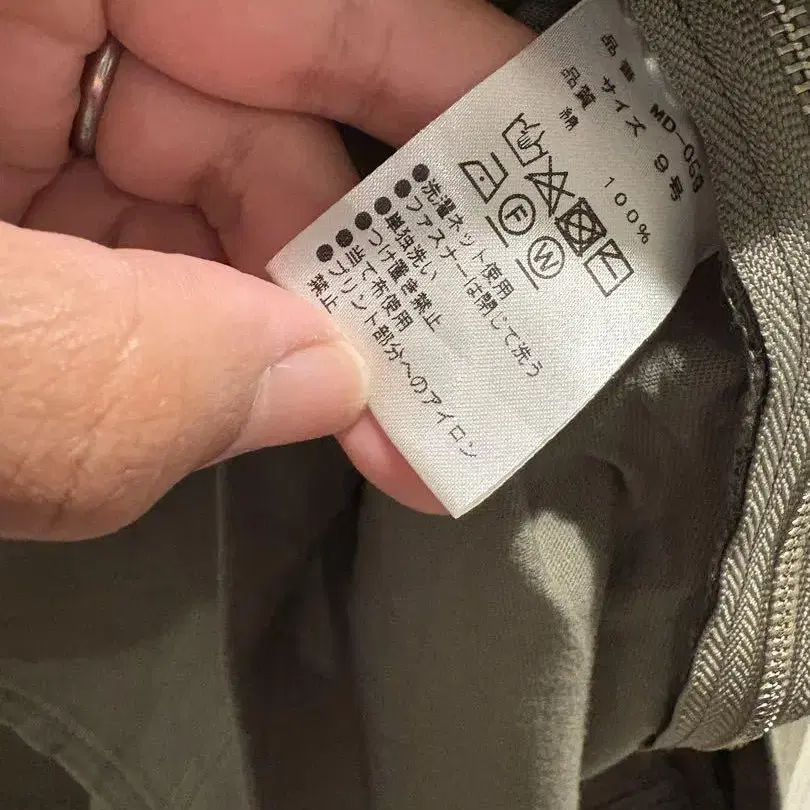 品番 MD-069
サイズ 9号
品質
綿 100%
F W
●洗濯ネット使用
●ファスナーは閉じて洗う
●単独洗い
●つけ置き禁止
●当て布使用
●プリント部分へのアイロン
禁止